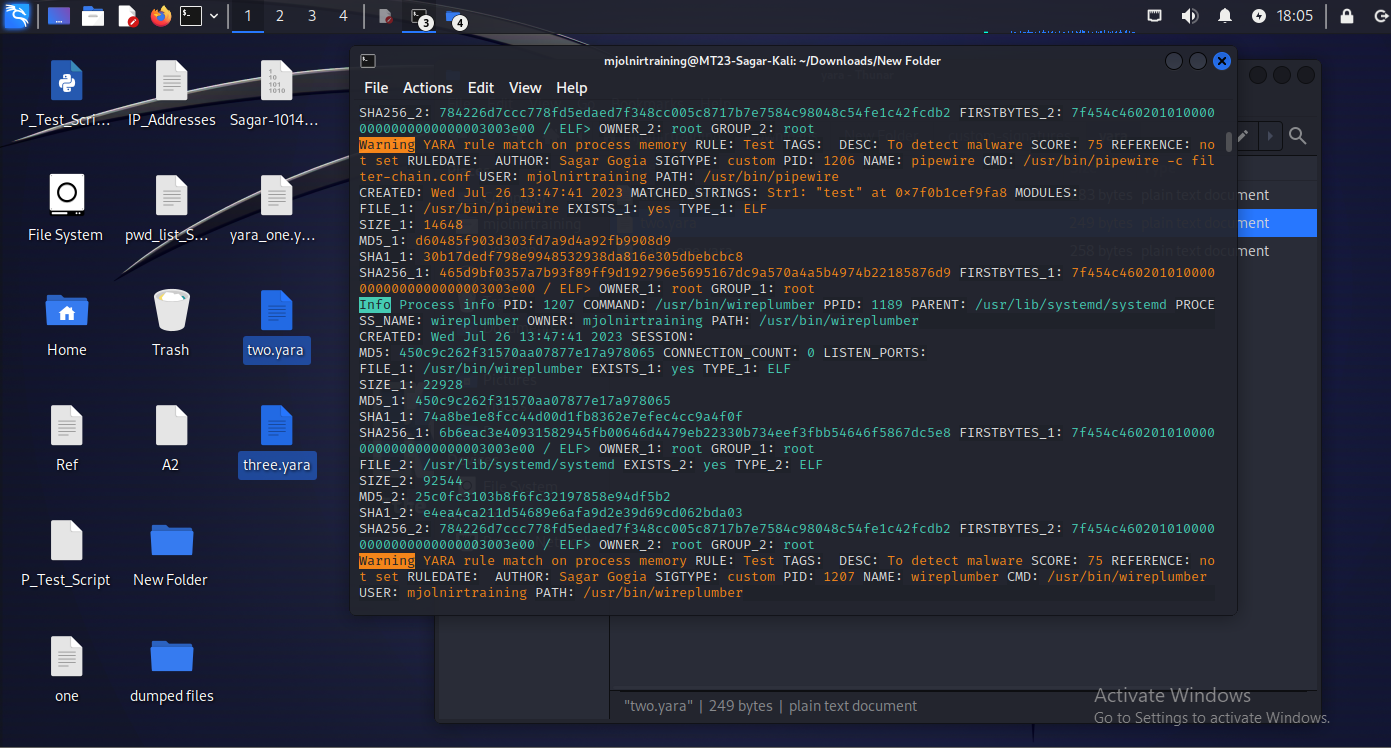 1 2 3 4
3
4
18:05
mjolnirtraining@MT23-Sagar-Kali: ~/Downloads/New Folder
File Actions Edit View Help
SHA256_2: 784226d7ccc778fd5edaed7f348cc005c8717b7e7584c98048c54fe1c42fcdb2 FIRSTBYTES_2: 7f454c460201010000
0000000000000003003e00 / ELF> OWNER_2: root GROUP_2: root
Warning YARA rule match on process memory RULE: Test TAGS:  DESC: To detect malware SCORE: 75 REFERENCE: no
t set RULEDATE:  AUTHOR: Sagar Gogia SIGTYPE: custom PID: 1206 NAME: pipewire CMD: /usr/bin/pipewire -c fil
ter-chain.conf USER: mjolnirtraining PATH: /usr/bin/pipewire
CREATED: Wed Jul 26 13:47:41 2023 MATCHED_STRINGS: Str1: "test" at 0×7f0b1cef9fa8 MODULES:
FILE_1: /usr/bin/pipewire EXISTS_1: yes TYPE_1: ELF
SIZE_1: 14648
MD5_1: d60485f903d303fd7a9d4a92fb9908d9
SHA1_1: 30b17dedf798e9948532938da816e305dbebcbc8
SHA256_1: 465d9bf0357a7b93f89ff9d192796e5695167dc9a570a4a5b4974b22185876d9 FIRSTBYTES_1: 7f454c460201010000
0000000000000003003e00 / ELF> OWNER_1: root GROUP_1: root
Info Process info PID: 1207 COMMAND: /usr/bin/wireplumber PPID: 1189 PARENT: /usr/lib/systemd/systemd PROCE
SS_NAME: wireplumber OWNER: mjolnirtraining PATH: /usr/bin/wireplumber
CREATED: Wed Jul 26 13:47:41 2023 SESSION:
MD5: 450c9c262f31570aa07877e17a978065 CONNECTION_COUNT: 0 LISTEN_PORTS:
FILE_1: /usr/bin/wireplumber EXISTS_1: yes TYPE_1: ELF
SIZE_1: 22928
MD5_1: 450c9c262f31570aa07877e17a978065
SHA1_1: 74a8be1e8fcc44d00d1fb8362e7efec4cc9a4f0f
SHA256_1: 6b6eac3e40931582945fb00646d4479eb22330b734eef3fbb54646f5867dc5e8 FIRSTBYTES_1: 7f454c460201010000
0000000000000003003e00 / ELF> OWNER_1: root GROUP_1: root
FILE_2: /usr/lib/systemd/systemd EXISTS_2: yes TYPE_2: ELF
SIZE_2: 92544
MD5_2: 25c0fc3103b8f6fc32197858e94df5b2
SHA1_2: e4ea4ca211d54689e6afa9d2e39d69cd062bda03
SHA256_2: 784226d7ccc778fd5edaed7f348cc005c8717b7e7584c98048c54fe1c42fcdb2 FIRSTBYTES_2: 7f454c460201010000
0000000000000003003e00 / ELF> OWNER_2: root GROUP_2: root
Warning YARA rule match on process memory RULE: Test TAGS:  DESC: To detect malware SCORE: 75 REFERENCE: no
t set RULEDATE:  AUTHOR: Sagar Gogia SIGTYPE: custom PID: 1207 NAME: wireplumber CMD: /usr/bin/wireplumber
USER: mjolnirtraining PATH: /usr/bin/wireplumber
P_Test_Scri... IP_Addresses Sagar-1014...
File System pwd_list_S... yara_one.y...
Home Trash two.yara
Ref A2 three.yara
P_Test_Script New Folder
one dumped files
bytes plain text document
bytes plain text document
258 bytes plain text document
Pictures
File System
"two.yara" | 249 bytes | plain text document
Activate Windows
Go to Settings to activate Windows.